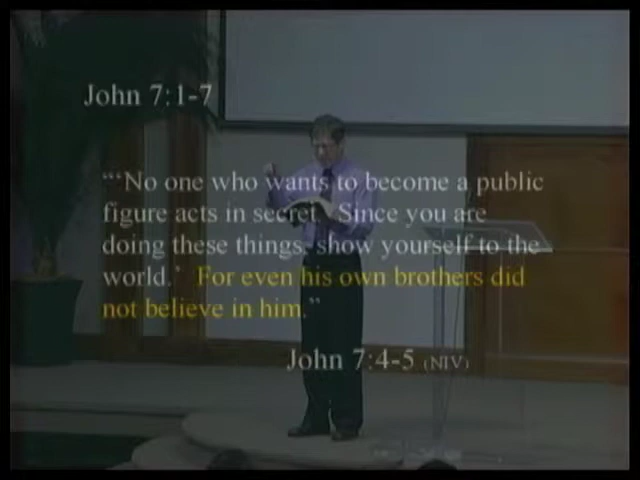 John 7:1-7
“‘No one who wants to become a public
figure acts in secret. Since you are
doing these things, show yourself to the
world.’ For even his own brothers did
not believe in him.”
John 7:4-5 (NIV)